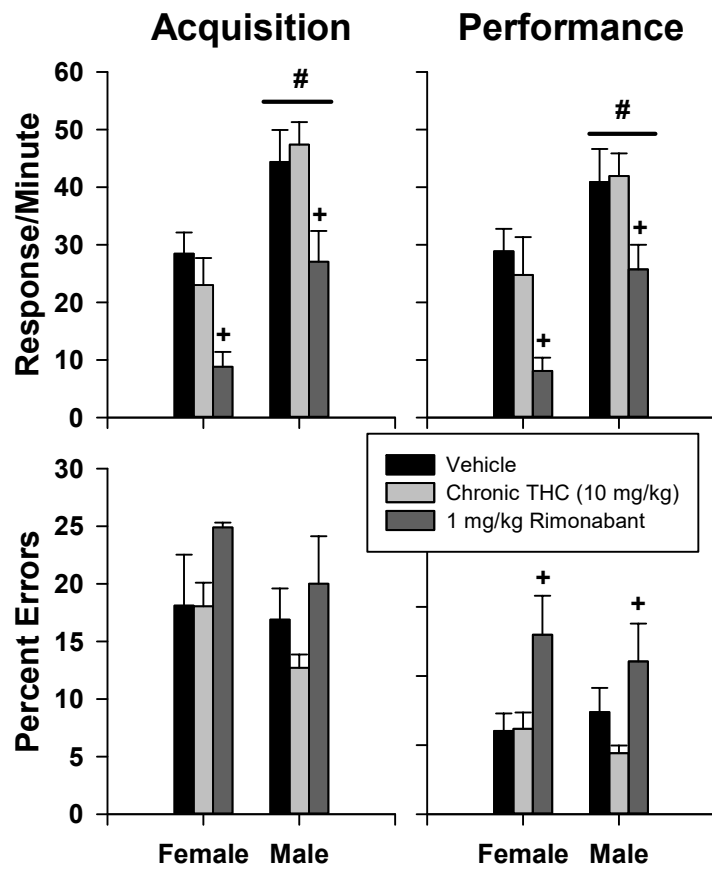 Acquisition
Performance
Response/Minute
60
50
40
30
20
10
0
#
+
+
#
+
+
Vehicle
Chronic THC (10 mg/kg)
1 mg/kg Rimonabant
Percent Errors
30
25
20
15
10
5
0
+
+
Female Male
Female Male